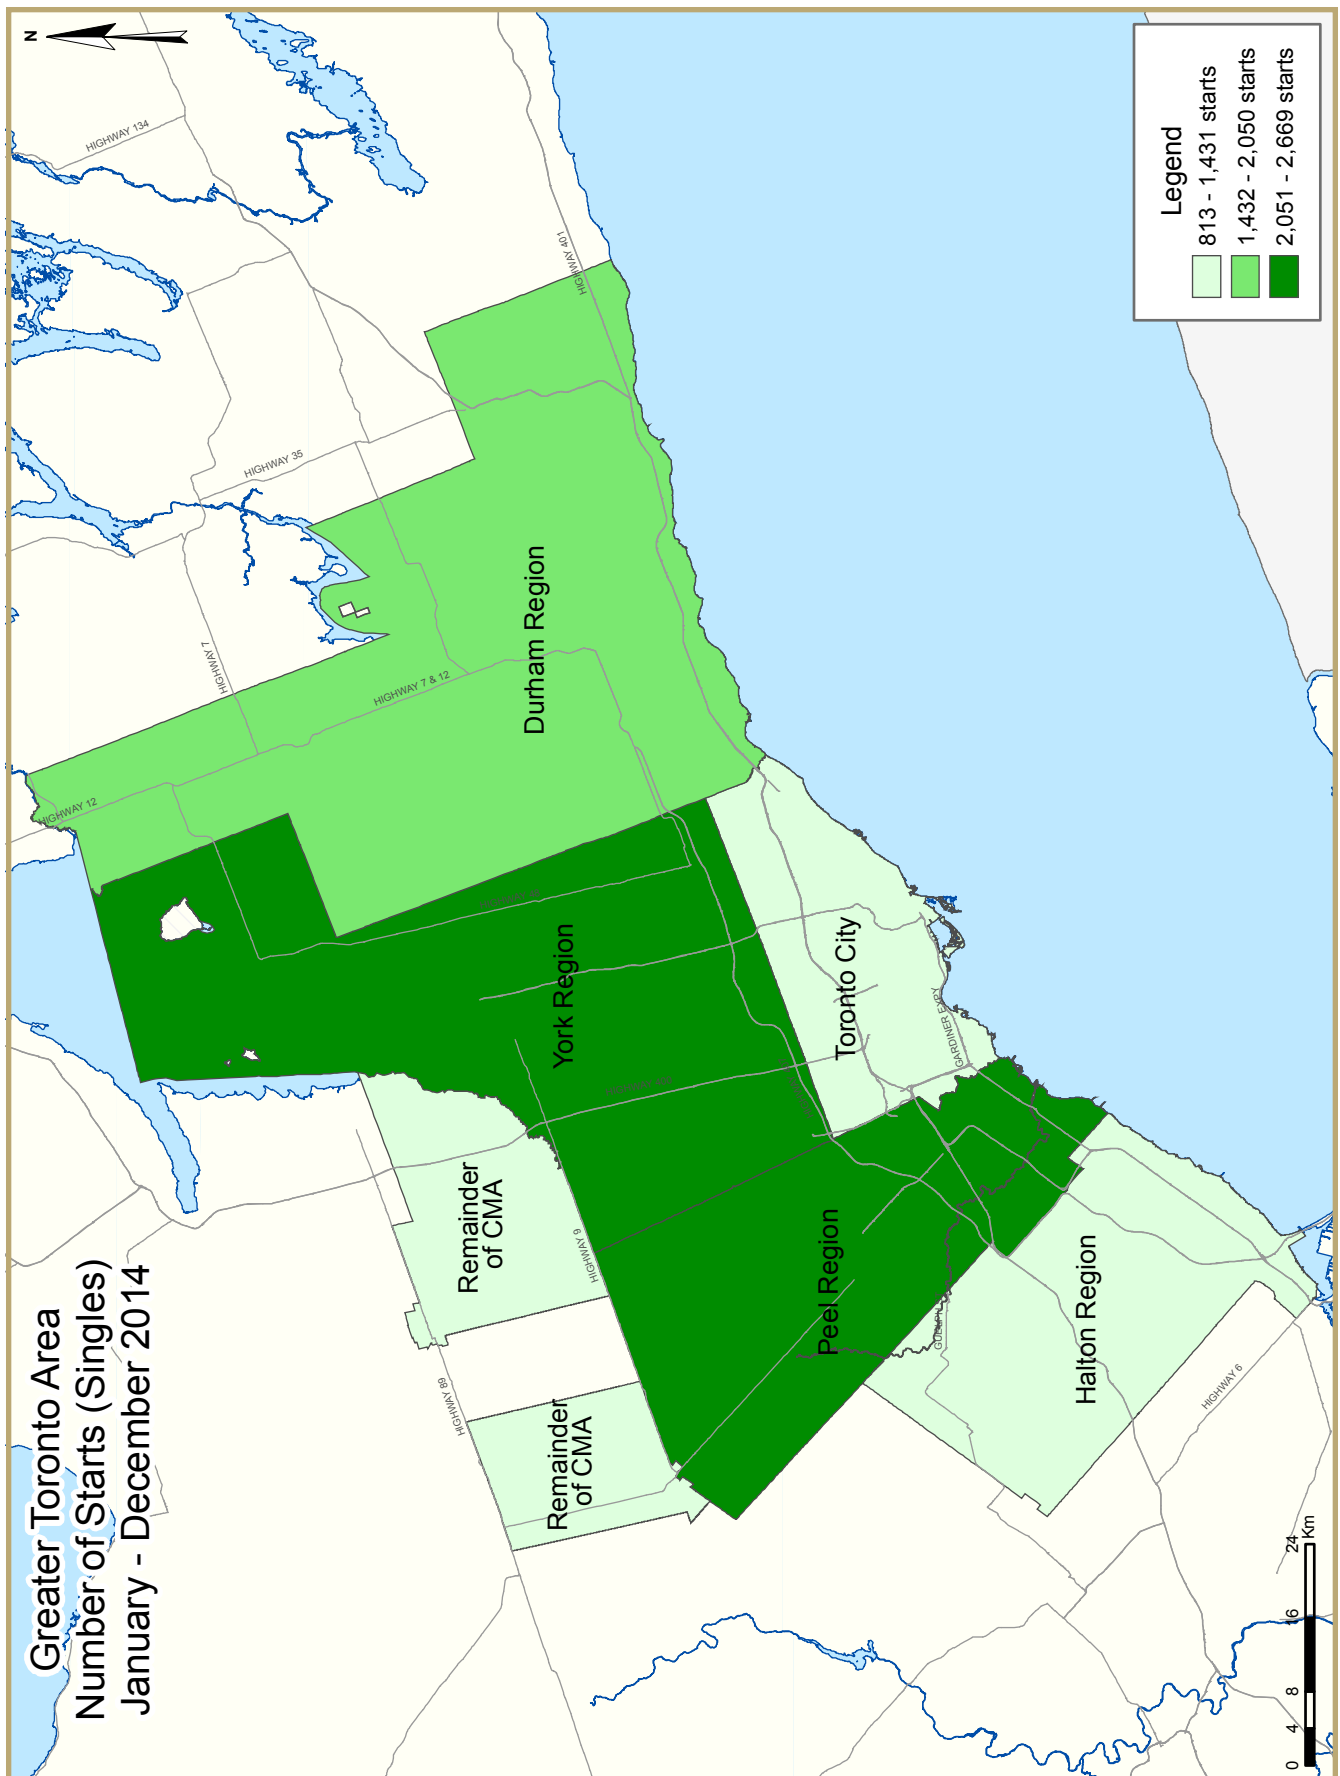 Greater Toronto Area
Number of Starts (Singles)
January - December 2014
N
HIGHWAY 134
HIGHWAY 401
HIGHWAY 35
HIGHWAY 7
HIGHWAY 7 & 12
HIGHWAY 12
Durham Region
York Region
Toronto City
GARDINER EXPY
Remainder
of CMA
HIGHWAY 9
Peel Region
HIGHWAY 89
Remainder
of CMA
Halton Region
HIGHWAY 6
Legend
813 - 1,431 starts
1,432 - 2,050 starts
2,051 - 2,669 starts
0 4 8 16 24
Km